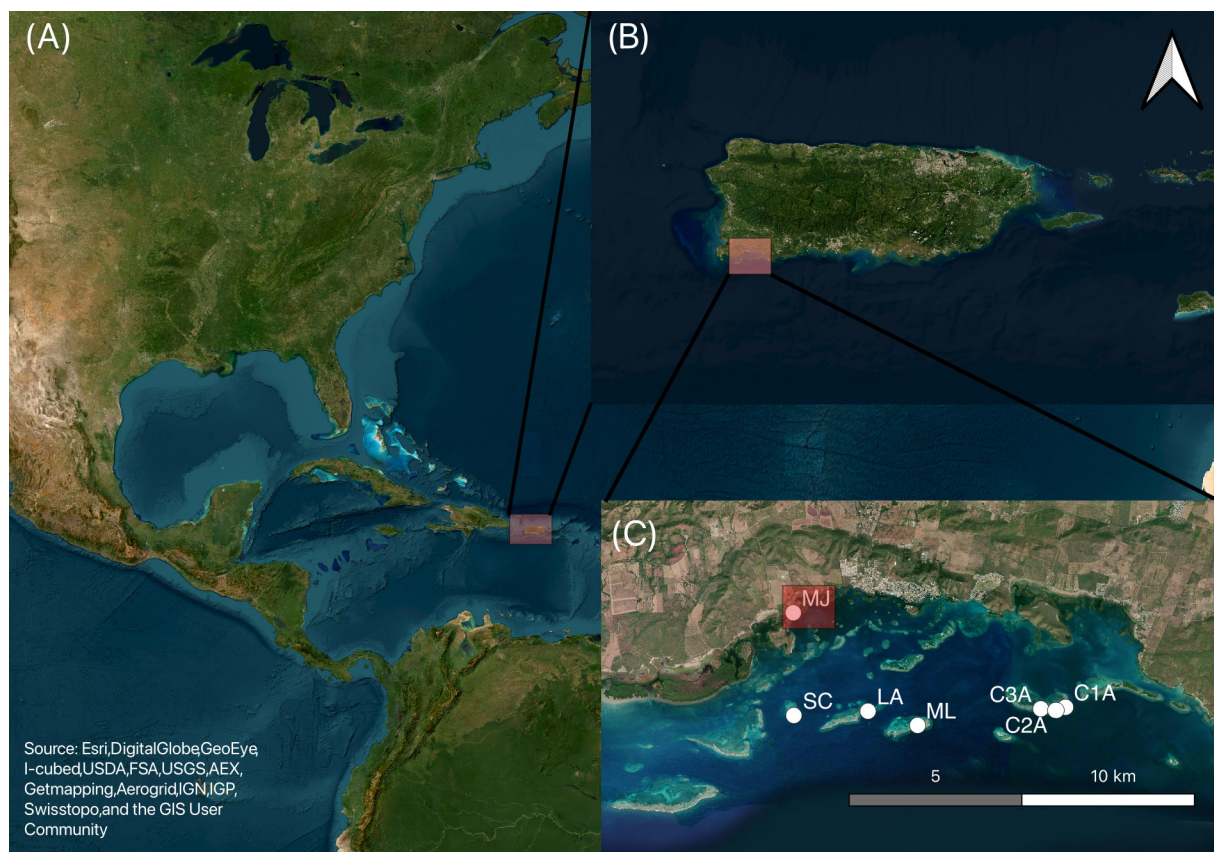 (A)
(B)
(C)
MJ
SC
LA
ML
C3A
C1A
C2A
5
10 km
Source: Esri,DigitalGlobe,GeoEye,
I-cubed,USDA,FSA,USGS,AEX,
Getmapping,Aerogrid,IGN,IGP,
Swisstopo,and the GIS User
Community